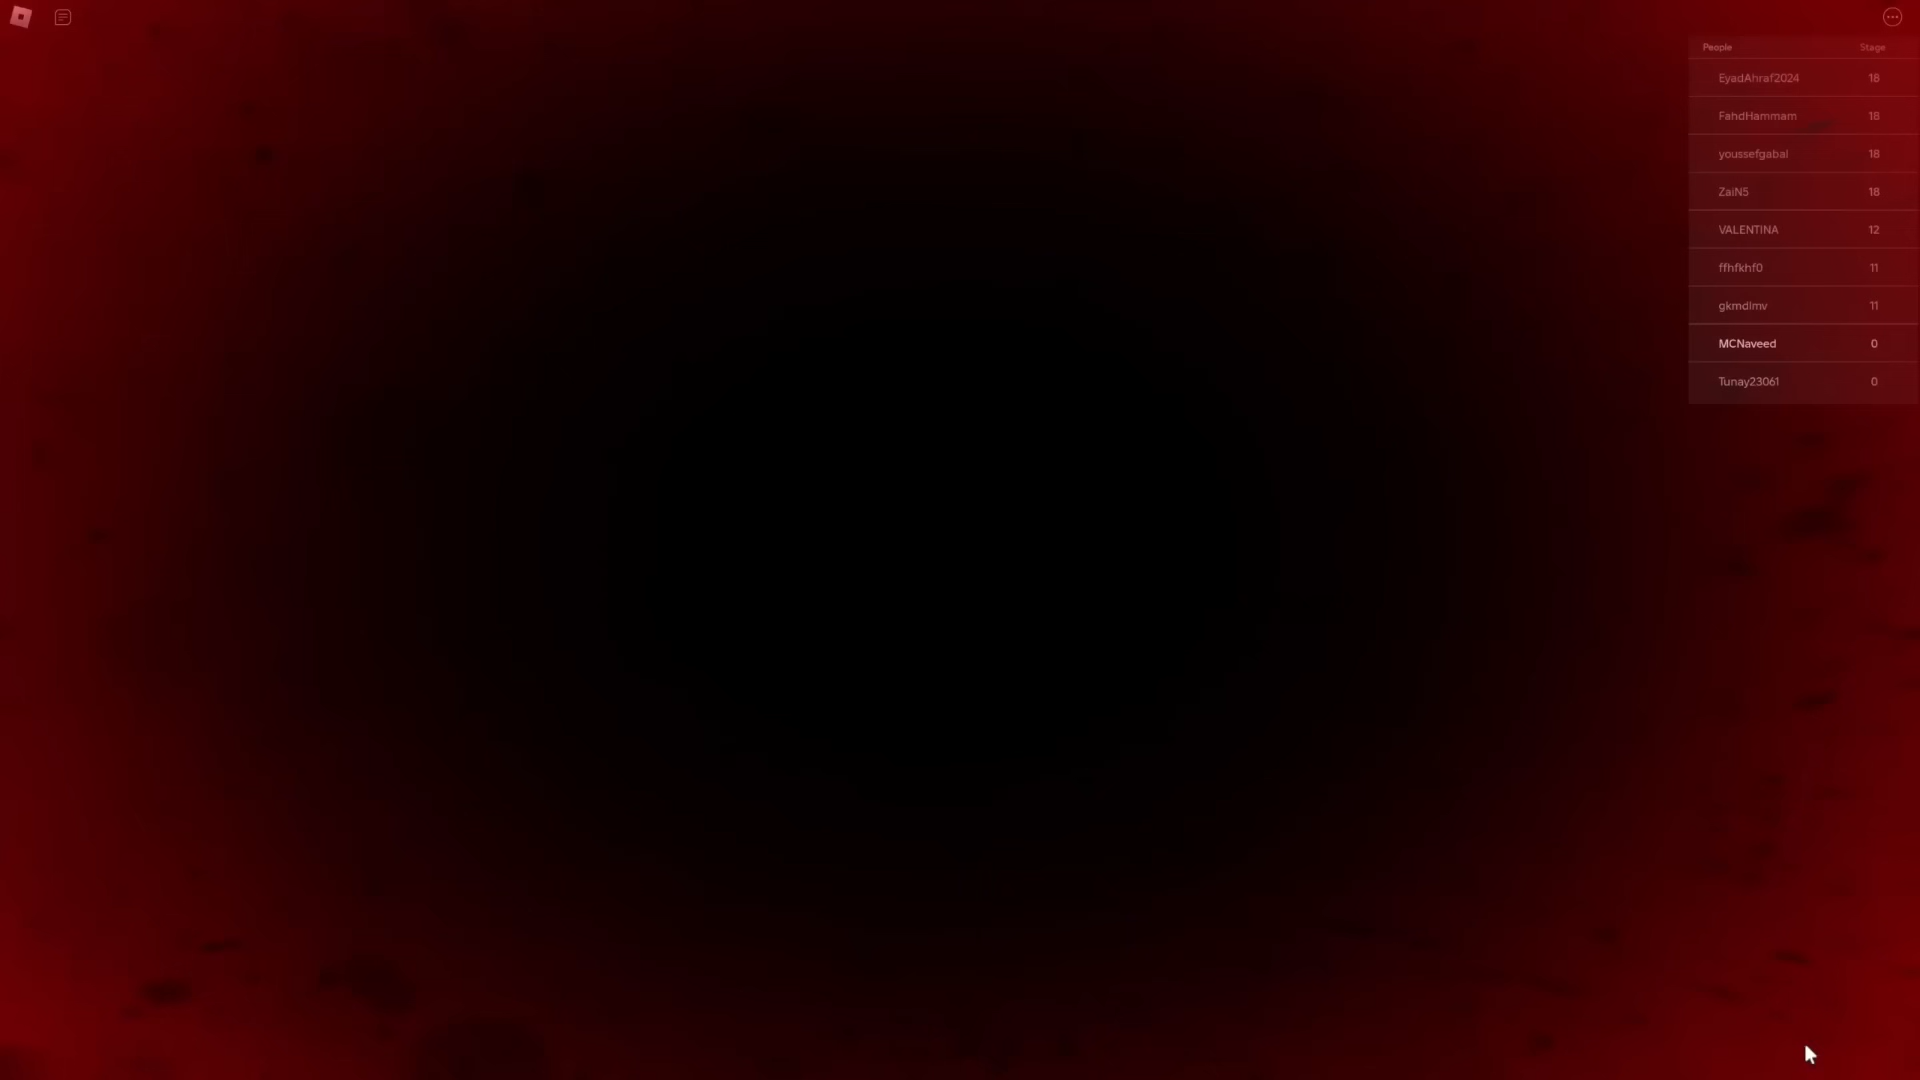 People Stage
EyadAhraf2024 18
FahdHammam 18
youssefgabal 18
ZaiN5 18
VALENTINA 12
ffhfkhf0 11
gkmdlmv 11
MCNaveed 0
Tunay23061 0